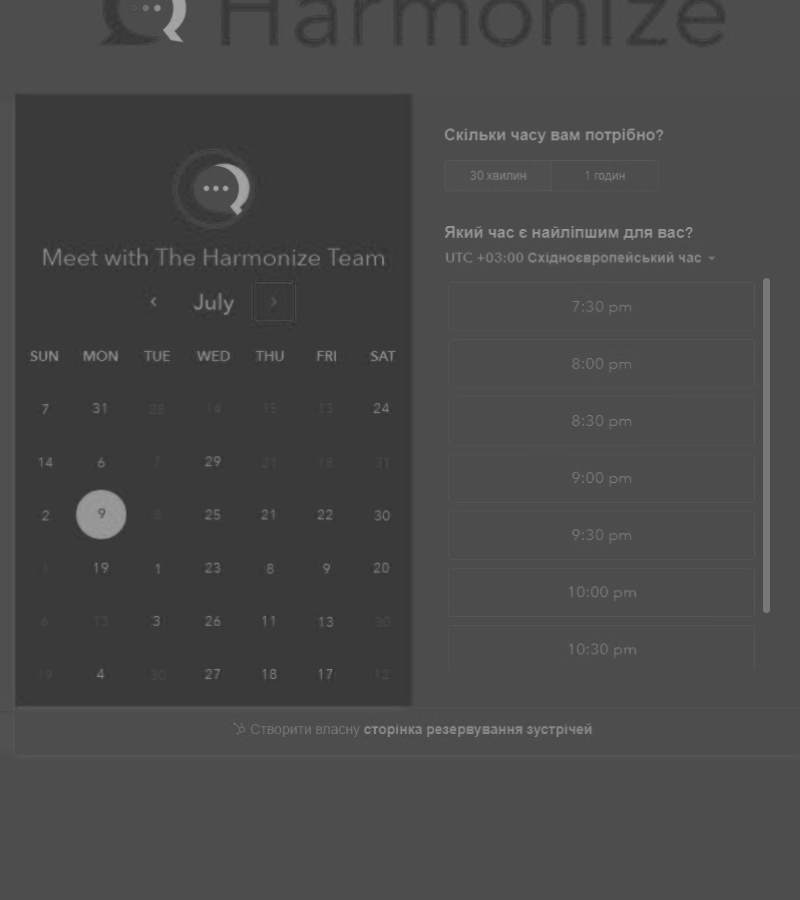 Harmonize
Meet with The Harmonize Team
July
SUN MON TUE WED THU FRI SAT
7 31 28 14 15 13 24
14 6 7 29 21 18 31
2 9 25 21 22 30
19 1 23 8 9 20
6 13 3 26 11 13 30
19 4 30 27 18 17 12
Скільки часу вам потрібно?
30 хвилин 1 годин
Який час є найліпшим для вас?
UTC +03:00 Східноєвропейський час
7:30 pm
8:00 pm
8:30 pm
9:00 pm
9:30 pm
10:00 pm
10:30 pm
Створити власну сторінка резервування зустрічей